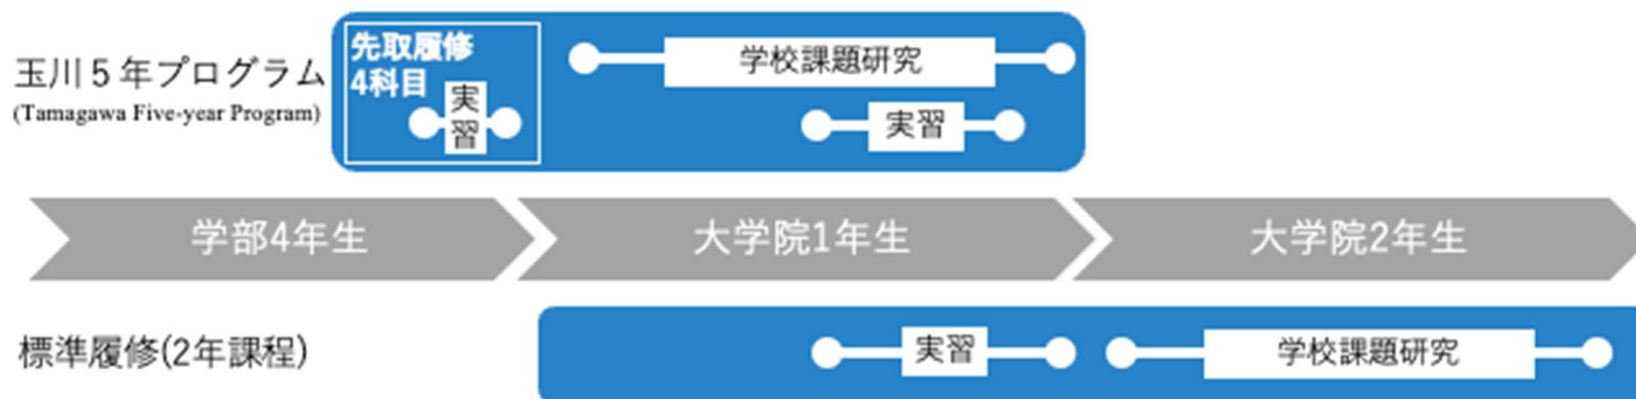 玉川5年プログラム
(Tamagawa Five-year Program)
先取履修
4科目
実
習
学校課題研究
実習
学部4年生
大学院1年生
大学院2年生
標準履修(2年課程)
実習
学校課題研究